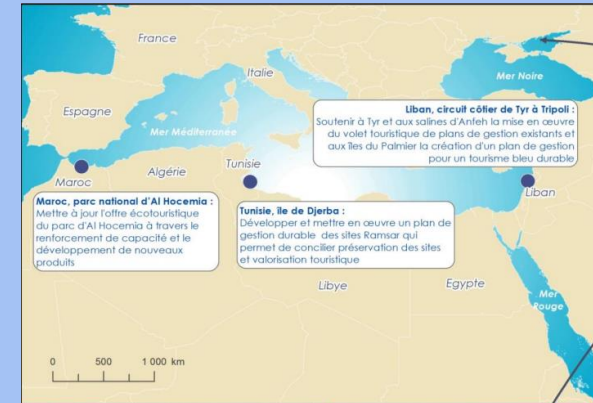 France
Italie
Mer Noire
Espagne
Mer Méditerranée
Liban, circuit côtier de Tyr à Tripoli :
Soutenir à Tyr et aux salines d'Anfeh la mise en œuvre
du volet touristique de plans de gestion existants et
aux îles du Palmier la création d'un plan de gestion
pour un tourisme bleu durable
Maroc
Algérie
Tunisie
Liban
Maroc, parc national d'Al Hocemia :
Mettre à jour l'offre écotouristique
du parc d'Al Hocemia à travers le
renforcement de capacité et le
développement de nouveaux
produits
Tunisie, île de Djerba :
Développer et mettre en œuvre un plan de
gestion durable des sites Ramsar qui
permet de concilier préservation des sites
et valorisation touristique
Libye
Egypte
Mer
Rouge
0 500 1 000 km